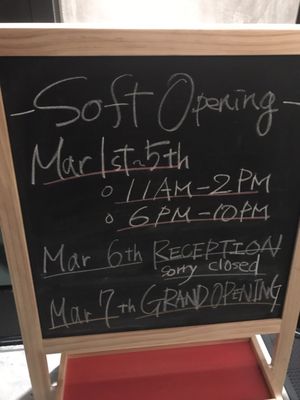 -Soft Opening-
Mar 1st~5th
○ 11AM-2PM
○ 6PM-10PM
Mar 6th RECEPTION
sorry closed
Mar 7th GRAND OPENING